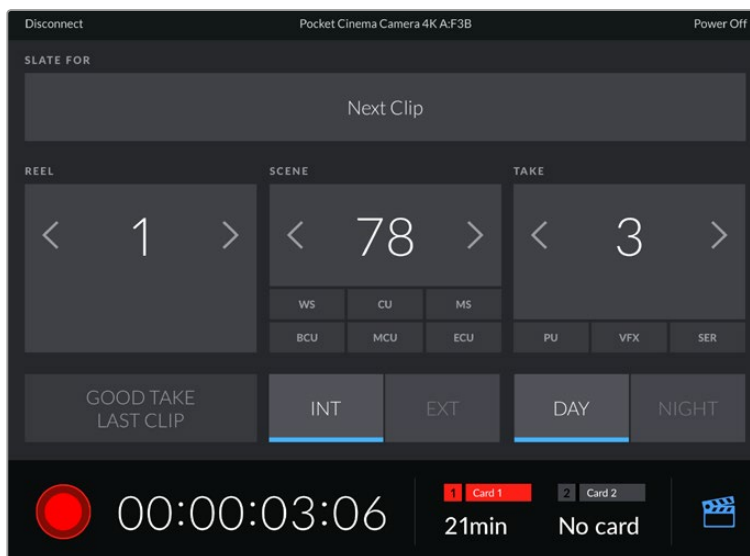 Disconnect Pocket Cinema Camera 4K A:F3B Power Off
SLATE FOR
Next Clip
REEL SCENE TAKE
< 1 > < 78 > < 3 >
WS CU MS
BCU MCU ECU PU VFX SER
GOOD TAKE
LAST CLIP
INT EXT DAY NIGHT
1 Card 1 2 Card 2
00:00:03:06 21min No card